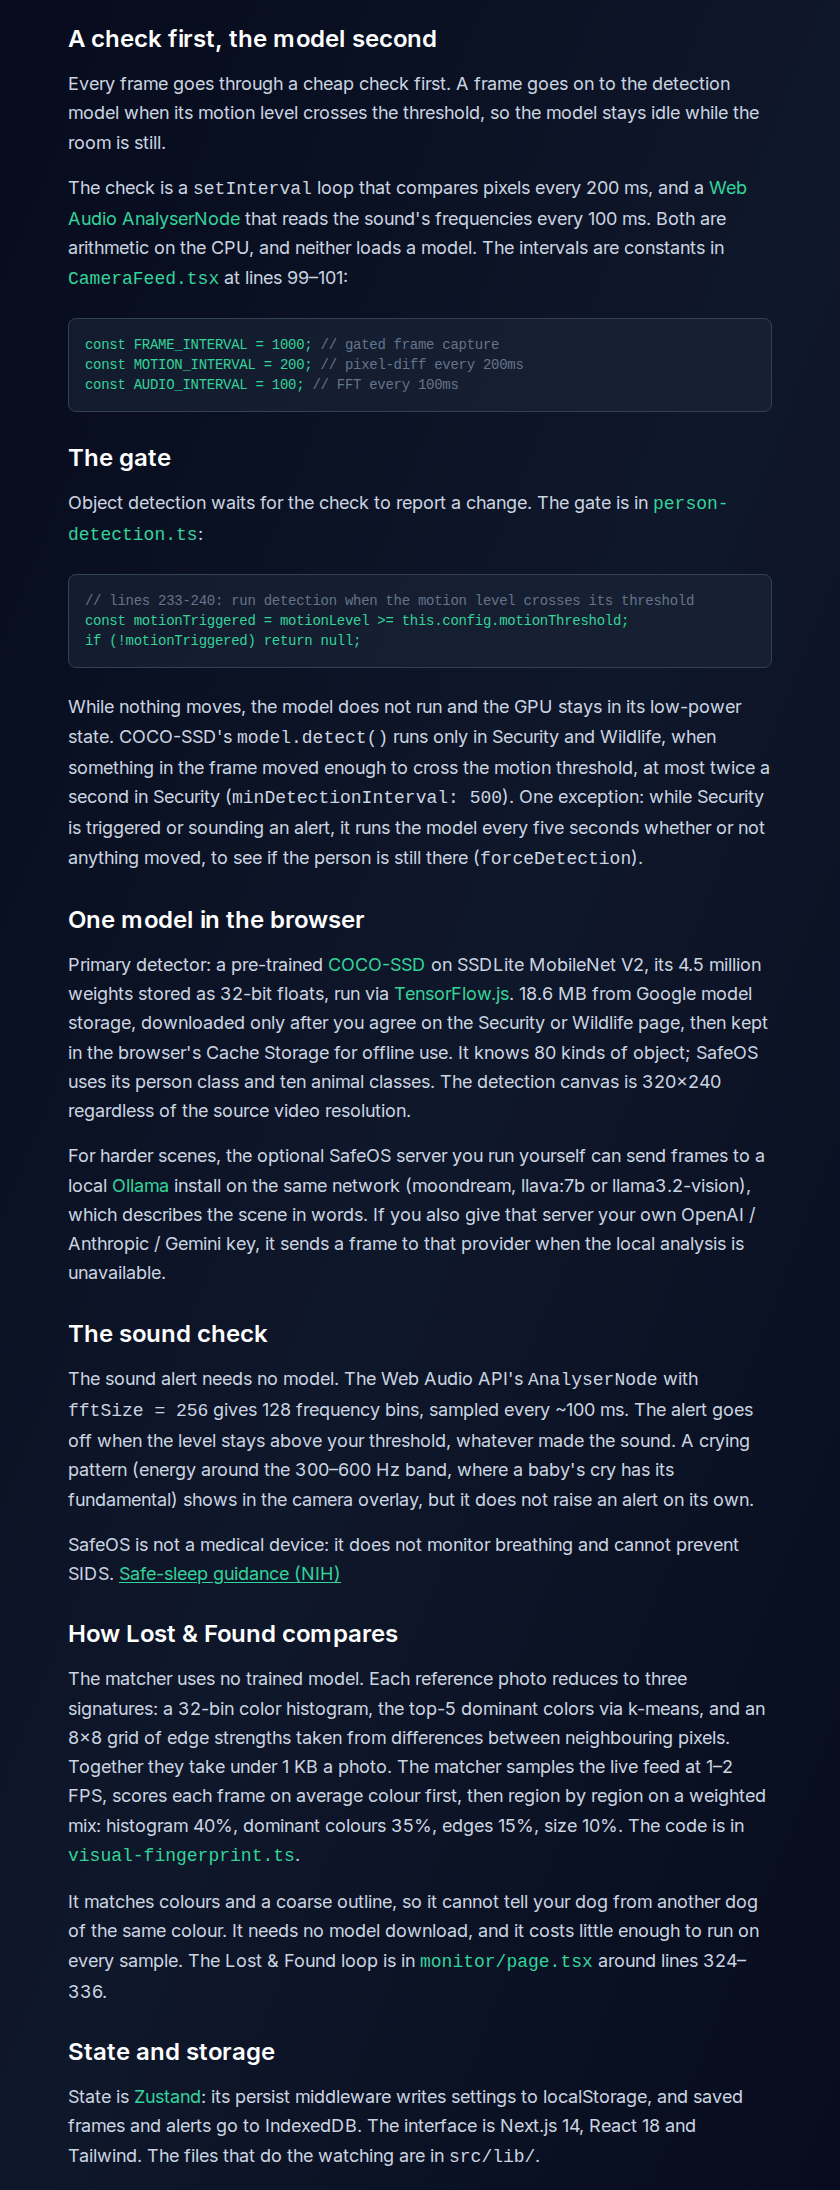 A check first, the model second
Every frame goes through a cheap check first. A frame goes on to the detection
model when its motion level crosses the threshold, so the model stays idle while the
room is still.
The check is a setInterval loop that compares pixels every 200 ms, and a Web
Audio AnalyserNode that reads the sound's frequencies every 100 ms. Both are
arithmetic on the CPU, and neither loads a model. The intervals are constants in
CameraFeed.tsx at lines 99–101:
const FRAME_INTERVAL = 1000; // gated frame capture
const MOTION_INTERVAL = 200; // pixel-diff every 200ms
const AUDIO_INTERVAL = 100; // FFT every 100ms
The gate
Object detection waits for the check to report a change. The gate is in person-
detection.ts:
// lines 233-240: run detection when the motion level crosses its threshold
const motionTriggered = motionLevel >= this.config.motionThreshold;
if (!motionTriggered) return null;
While nothing moves, the model does not run and the GPU stays in its low-power
state. COCO-SSD's model.detect() runs only in Security and Wildlife, when
something in the frame moved enough to cross the motion threshold, at most twice a
second in Security (minDetectionInterval: 500). One exception: while Security
is triggered or sounding an alert, it runs the model every five seconds whether or not
anything moved, to see if the person is still there (forceDetection).
One model in the browser
Primary detector: a pre-trained COCO-SSD on SSDLite MobileNet V2, its 4.5 million
weights stored as 32-bit floats, run via TensorFlow.js. 18.6 MB from Google model
storage, downloaded only after you agree on the Security or Wildlife page, then kept
in the browser's Cache Storage for offline use. It knows 80 kinds of object; SafeOS
uses its person class and ten animal classes. The detection canvas is 320×240
regardless of the source video resolution.
For harder scenes, the optional SafeOS server you run yourself can send frames to a
local Ollama install on the same network (moondream, llava:7b or llama3.2-vision),
which describes the scene in words. If you also give that server your own OpenAI /
Anthropic / Gemini key, it sends a frame to that provider when the local analysis is
unavailable.
The sound check
The sound alert needs no model. The Web Audio API's AnalyserNode with
fftSize = 256 gives 128 frequency bins, sampled every ~100 ms. The alert goes
off when the level stays above your threshold, whatever made the sound. A crying
pattern (energy around the 300–600 Hz band, where a baby's cry has its
fundamental) shows in the camera overlay, but it does not raise an alert on its own.
SafeOS is not a medical device: it does not monitor breathing and cannot prevent
SIDS. Safe-sleep guidance (NIH)
How Lost & Found compares
The matcher uses no trained model. Each reference photo reduces to three
signatures: a 32-bin color histogram, the top-5 dominant colors via k-means, and an
8×8 grid of edge strengths taken from differences between neighbouring pixels.
Together they take under 1 KB a photo. The matcher samples the live feed at 1–2
FPS, scores each frame on average colour first, then region by region on a weighted
mix: histogram 40%, dominant colours 35%, edges 15%, size 10%. The code is in
visual-fingerprint.ts.
It matches colours and a coarse outline, so it cannot tell your dog from another dog
of the same colour. It needs no model download, and it costs little enough to run on
every sample. The Lost & Found loop is in monitor/page.tsx around lines 324–
336.
State and storage
State is Zustand: its persist middleware writes settings to localStorage, and saved
frames and alerts go to IndexedDB. The interface is Next.js 14, React 18 and
Tailwind. The files that do the watching are in src/lib/.